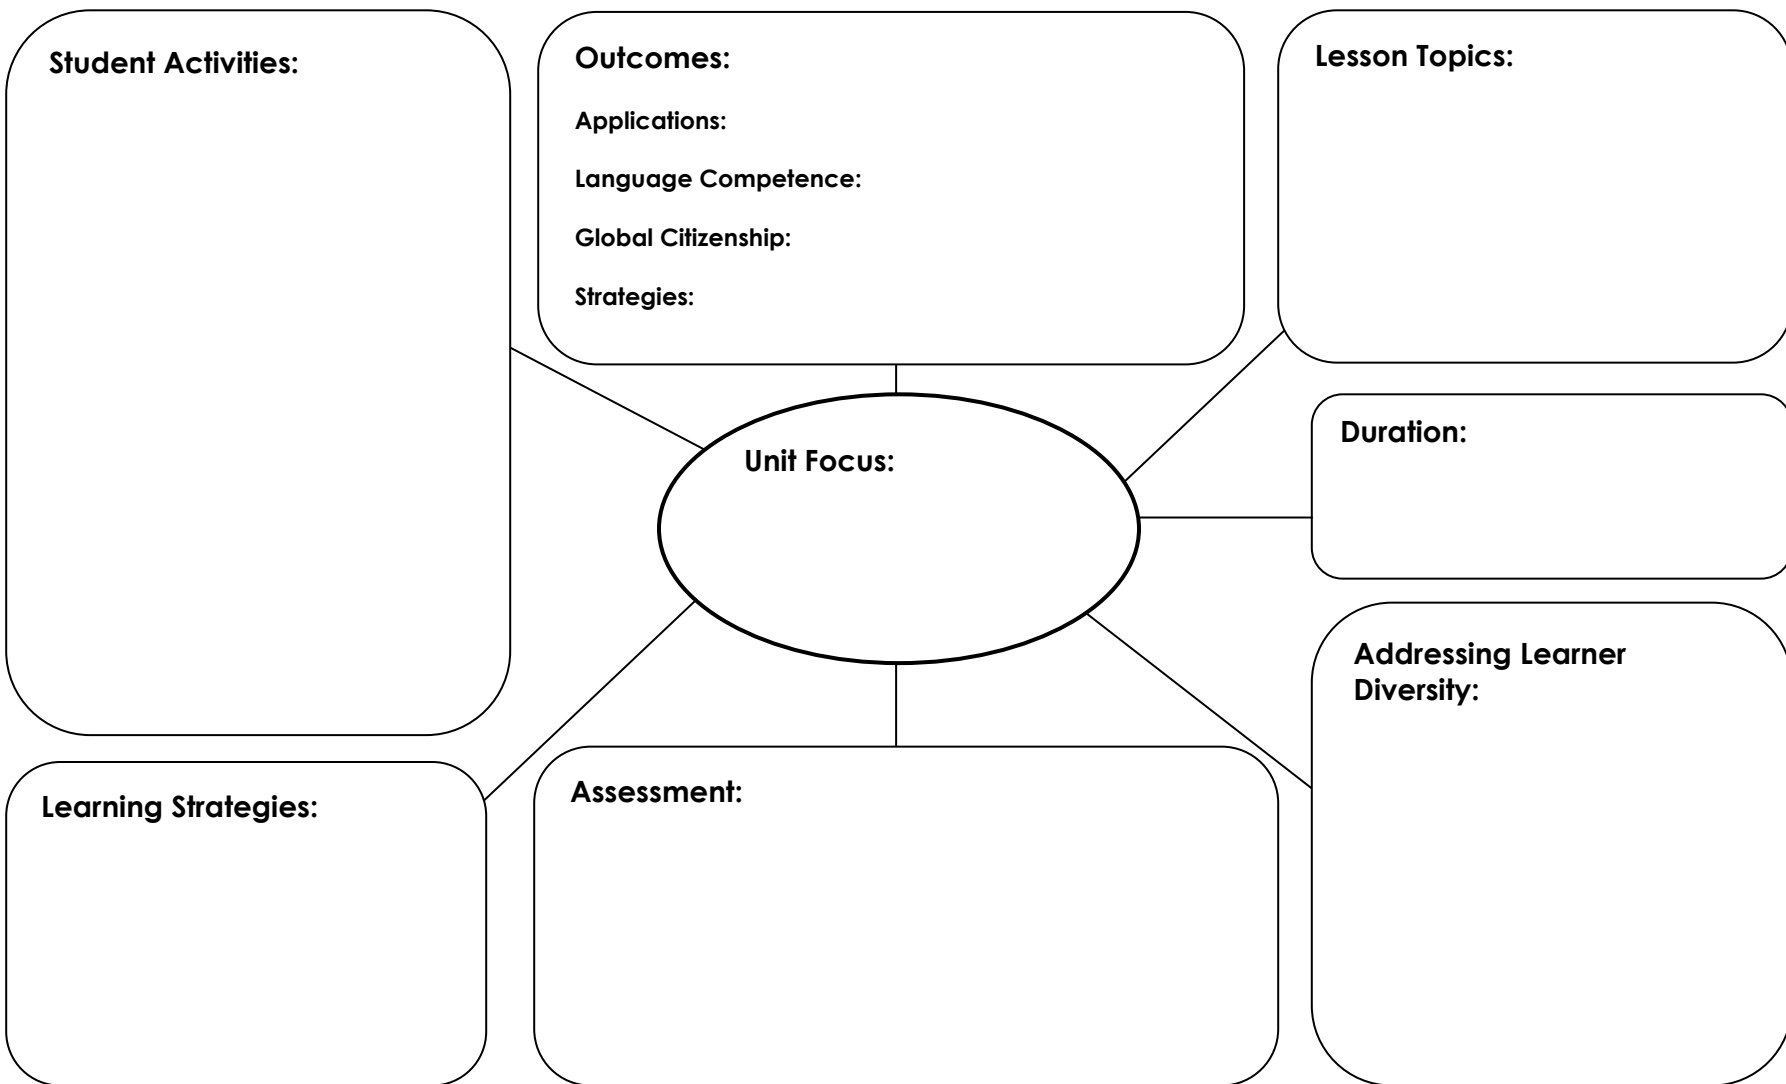 Student Activities:
Outcomes:
Applications:
Language Competence:
Global Citizenship:
Strategies:
Lesson Topics:
Unit Focus:
Duration:
Addressing Learner
Diversity:
Learning Strategies:
Assessment: